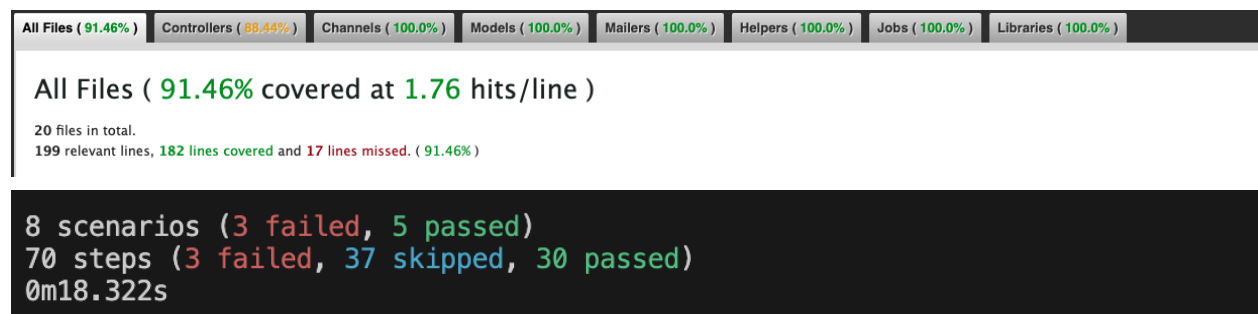 All Files ( 91.46% ) Controllers ( 88.44% ) Channels ( 100.0% ) Models ( 100.0% ) Mailers ( 100.0% ) Helpers ( 100.0% ) Jobs ( 100.0% ) Libraries ( 100.0% )
All Files ( 91.46% covered at 1.76 hits/line )
20 files in total.
199 relevant lines, 182 lines covered and 17 lines missed. ( 91.46% )
8 scenarios (3 failed, 5 passed)
70 steps (3 failed, 37 skipped, 30 passed)
0m18.322s